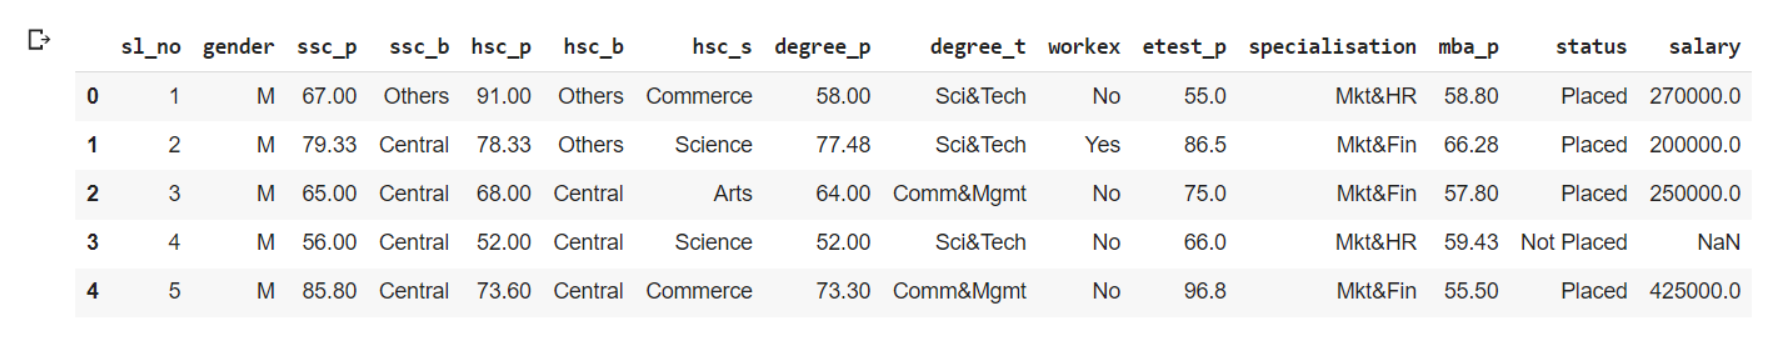 sl_no gender ssc_p ssc_b hsc_p hsc_b hsc_s degree_p degree_t workex etest_p specialisation mba_p status salary
0 1 M 67.00 Others 91.00 Others Commerce 58.00 Sci&Tech No 55.0 Mkt&HR 58.80 Placed 270000.0
1 2 M 79.33 Central 78.33 Others Science 77.48 Sci&Tech Yes 86.5 Mkt&Fin 66.28 Placed 200000.0
2 3 M 65.00 Central 68.00 Central Arts 64.00 Comm&Mgmt No 75.0 Mkt&Fin 57.80 Placed 250000.0
3 4 M 56.00 Central 52.00 Central Science 52.00 Sci&Tech No 66.0 Mkt&HR 59.43 Not Placed NaN
4 5 M 85.80 Central 73.60 Central Commerce 73.30 Comm&Mgmt No 96.8 Mkt&Fin 55.50 Placed 425000.0